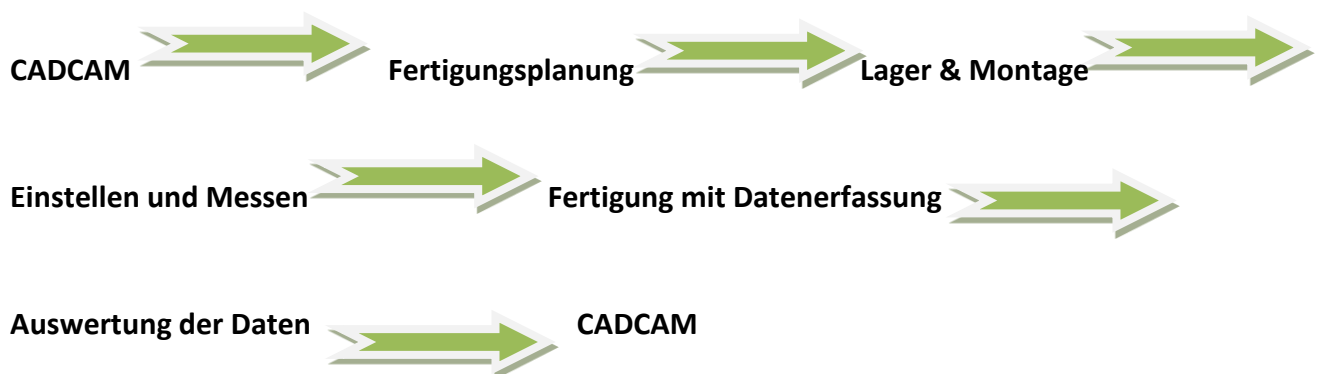 CADCAM Fertigungsplanung Lager & Montage
Einstellen und Messen Fertigung mit Datenerfassung
Auswertung der Daten CADCAM